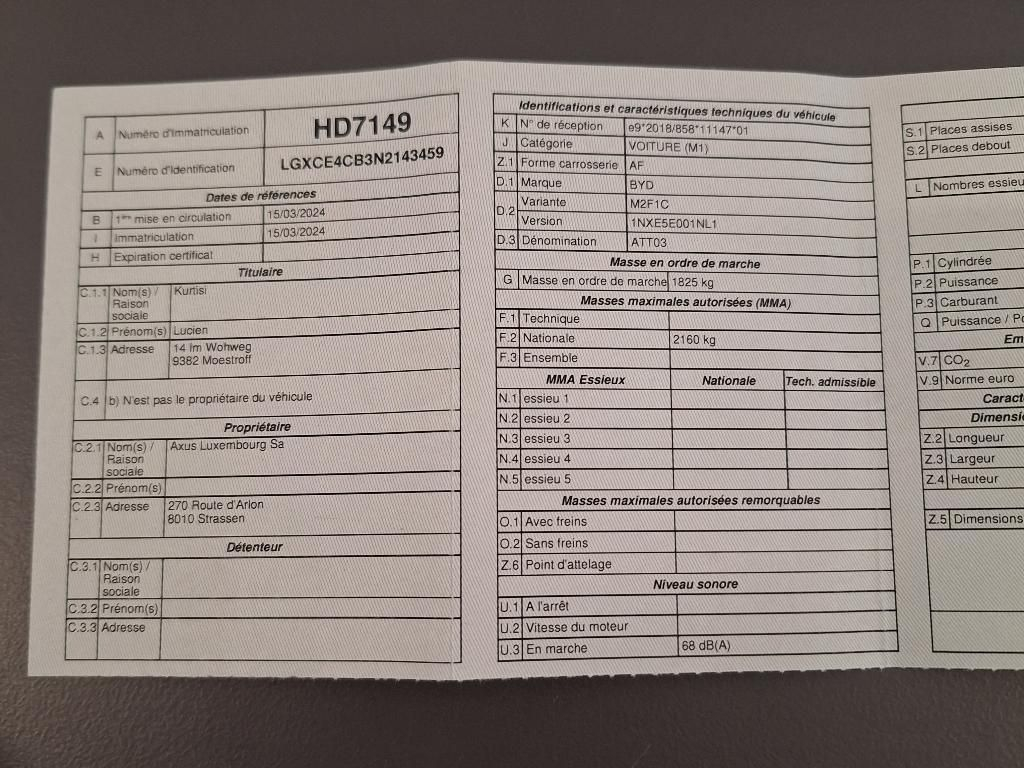 A Numéro d'Immatriculation HD7149
E Numéro d'Identification LGXCE4CB3N2143459
Dates de références
B 1ère mise en circulation 15/03/2024
I Immatriculation 15/03/2024
H Expiration certificat
Titulaire
C.1.1 Nom(s) / Kurtisi
Raison
sociale
C.1.2 Prénom(s) Lucien
C.1.3 Adresse 14 Im Wohweg
9382 Moestroff
C.4 b) N'est pas le propriétaire du véhicule
Propriétaire
C.2.1 Nom(s) / Axus Luxembourg Sa
Raison
sociale
C.2.2 Prénom(s)
C.2.3 Adresse 270 Route d'Arlon
8010 Strassen
Détenteur
C.3.1 Nom(s) /
Raison
sociale
C.3.2 Prénom(s)
C.3.3 Adresse
Identifications et caractéristiques techniques du véhicule
K N° de réception e9*2018/858*11147*01
J Catégorie VOITURE (M1)
Z.1 Forme carrosserie AF
D.1 Marque BYD
D.2 Variante M2F1C
Version 1NXE5E001NL1
D.3 Dénomination ATT03
Masse en ordre de marche
G Masse en ordre de marche 1825 kg
Masses maximales autorisées (MMA)
F.1 Technique
F.2 Nationale 2160 kg
F.3 Ensemble
MMA Essieux Nationale Tech. admissible
N.1 essieu 1
N.2 essieu 2
N.3 essieu 3
N.4 essieu 4
N.5 essieu 5
Masses maximales autorisées remorquables
O.1 Avec freins
O.2 Sans freins
Z.6 Point d'attelage
Niveau sonore
U.1 A l'arrêt
U.2 Vitesse du moteur
U.3 En marche 68 dB(A)
S.1 Places assises
S.2 Places debout
L Nombres essieu
P.1 Cylindrée
P.2 Puissance
P.3 Carburant
Q Puissance / Po
Em
V.7 CO2
V.9 Norme euro
Caract
Dimensi
Z.2 Longueur
Z.3 Largeur
Z.4 Hauteur
Z.5 Dimensions